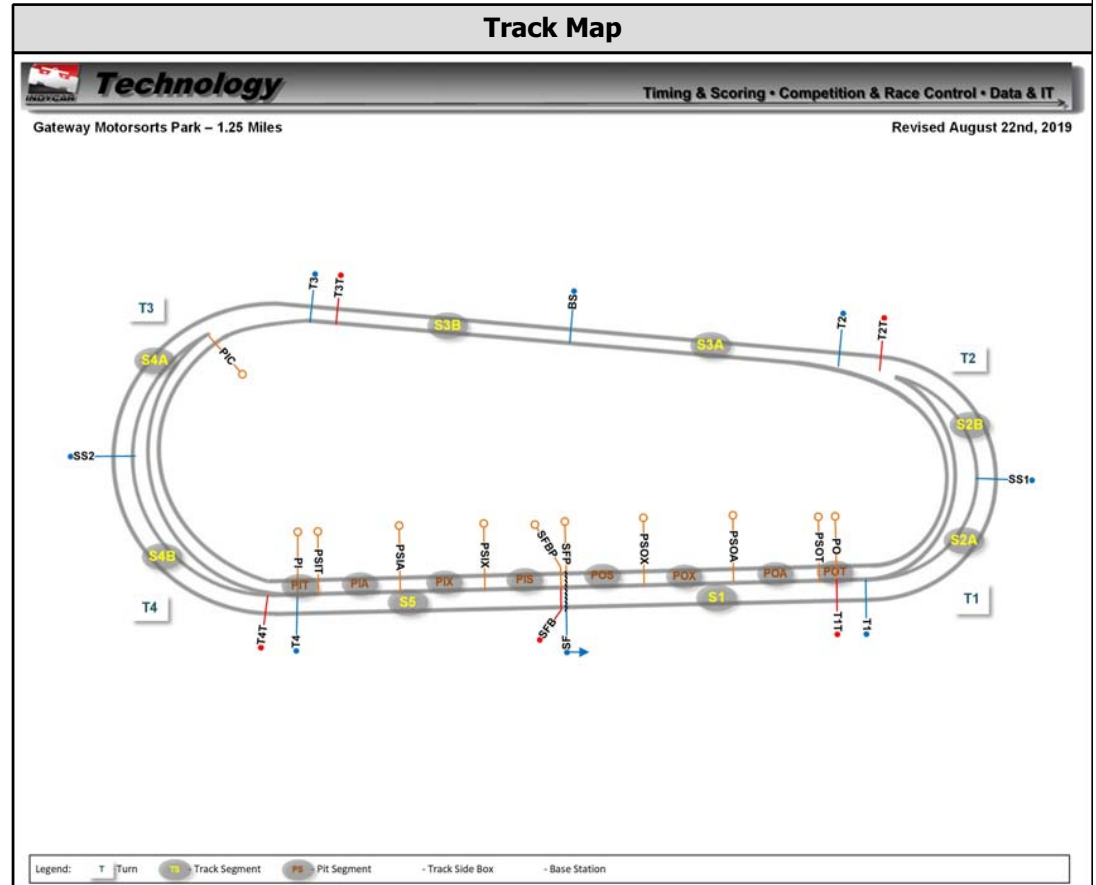 Track Map
INDYCAR
Technology
Timing & Scoring • Competition & Race Control • Data & IT
Gateway Motorsorts Park – 1.25 Miles
Revised August 22nd, 2019
T3
T3T
BS
T2
T2T
T3
S3B
S3A
T2
S4A
PIC
S2B
SS2
SS1
S4B
S2A
PI
PSIT
PSIA
PSIX
SFBP
SFP
PSOX
PSOA
PSOT
PO
PIT
PIA
PIX
PIS
POS
POX
POA
POT
S5
S1
T4
T1
T4T
T4
SFB
SF
T1T
T1
Legend: T - Turn TS - Track Segment PS - Pit Segment - Track Side Box - Base Station